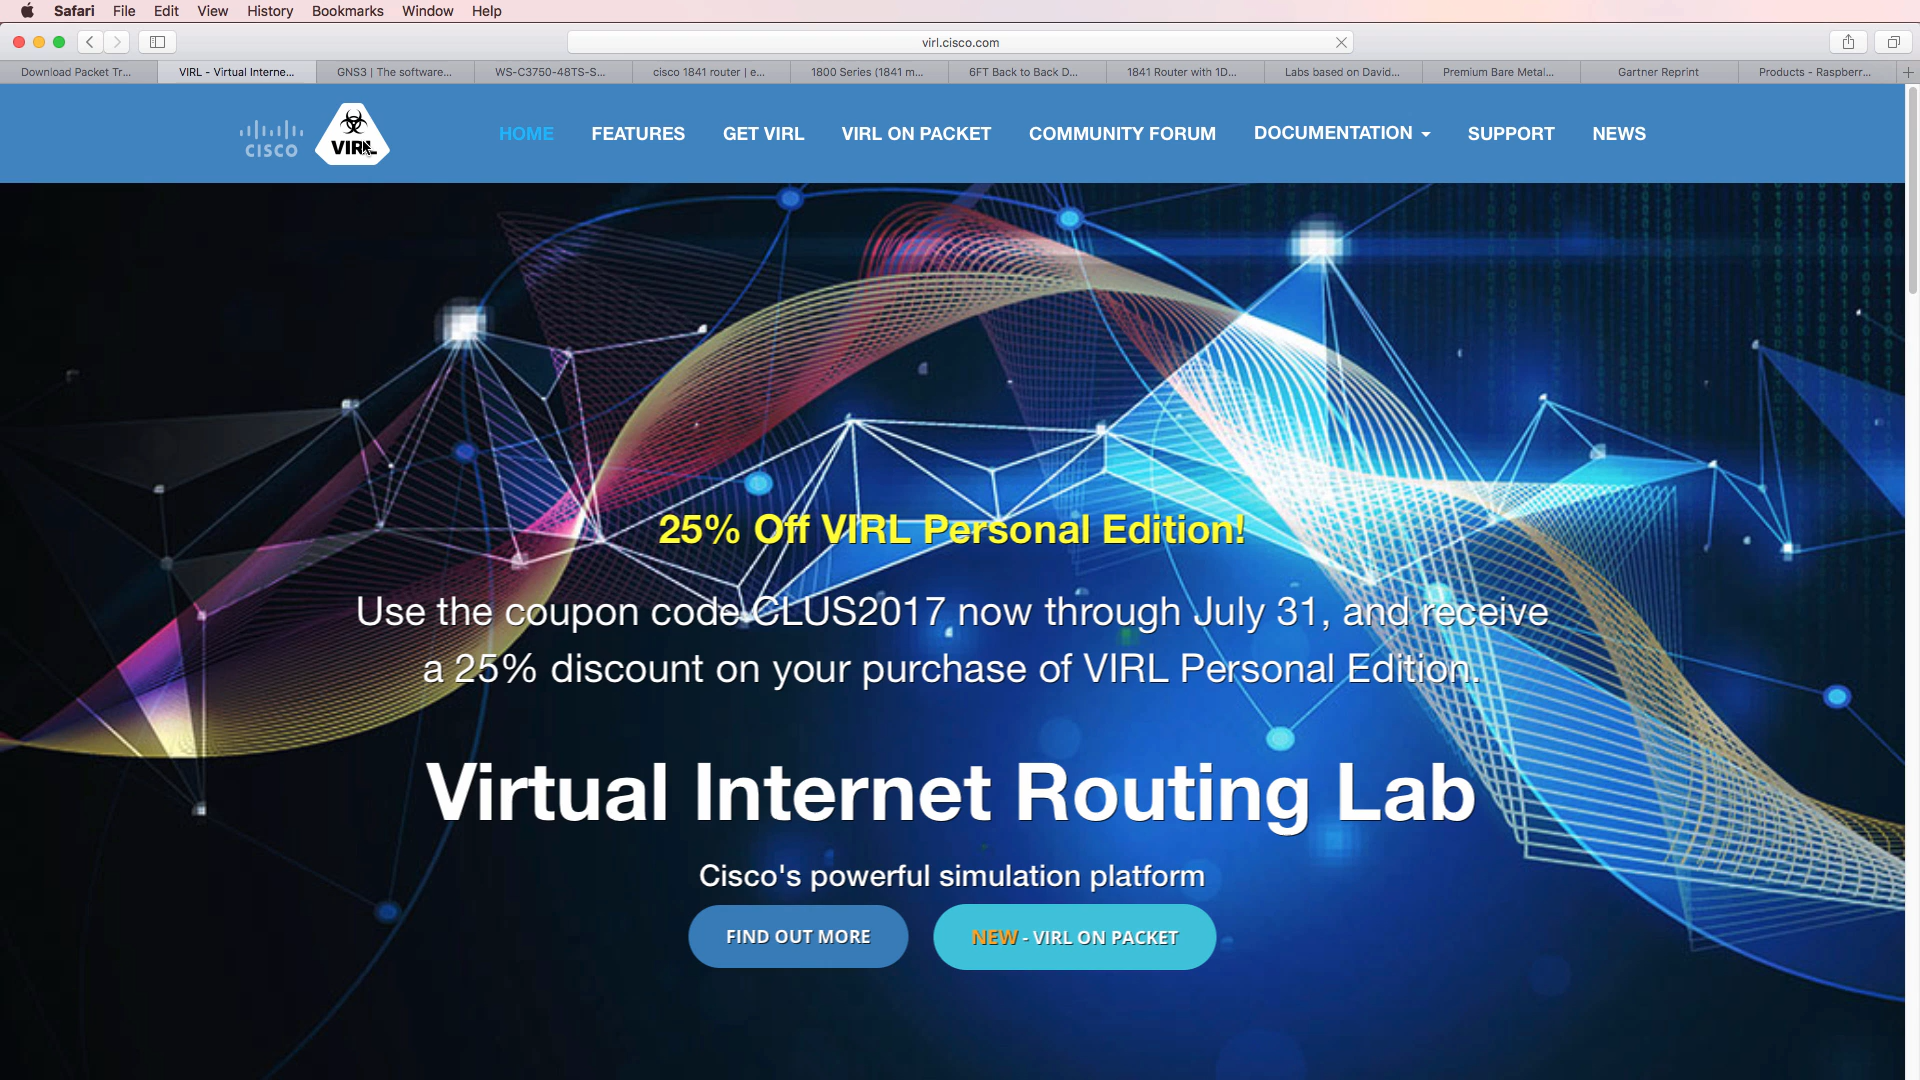 Safari File Edit View History Bookmarks Window Help
virl.cisco.com
Download Packet Tr... VIRL - Virtual Interne... GNS3 | The software... WS-C3750-48TS-S... cisco 1841 router | e... 1800 Series (1841 m... 6FT Back to Back D... 1841 Router with 1D... Labs based on David... Premium Bare Metal... Gartner Reprint Products - Raspberr...
CISCO VIRL HOME FEATURES GET VIRL VIRL ON PACKET COMMUNITY FORUM DOCUMENTATION SUPPORT NEWS
25% Off VIRL Personal Edition!
Use the coupon code CLUS2017 now through July 31, and receive
a 25% discount on your purchase of VIRL Personal Edition.
Virtual Internet Routing Lab
Cisco's powerful simulation platform
FIND OUT MORE NEW - VIRL ON PACKET